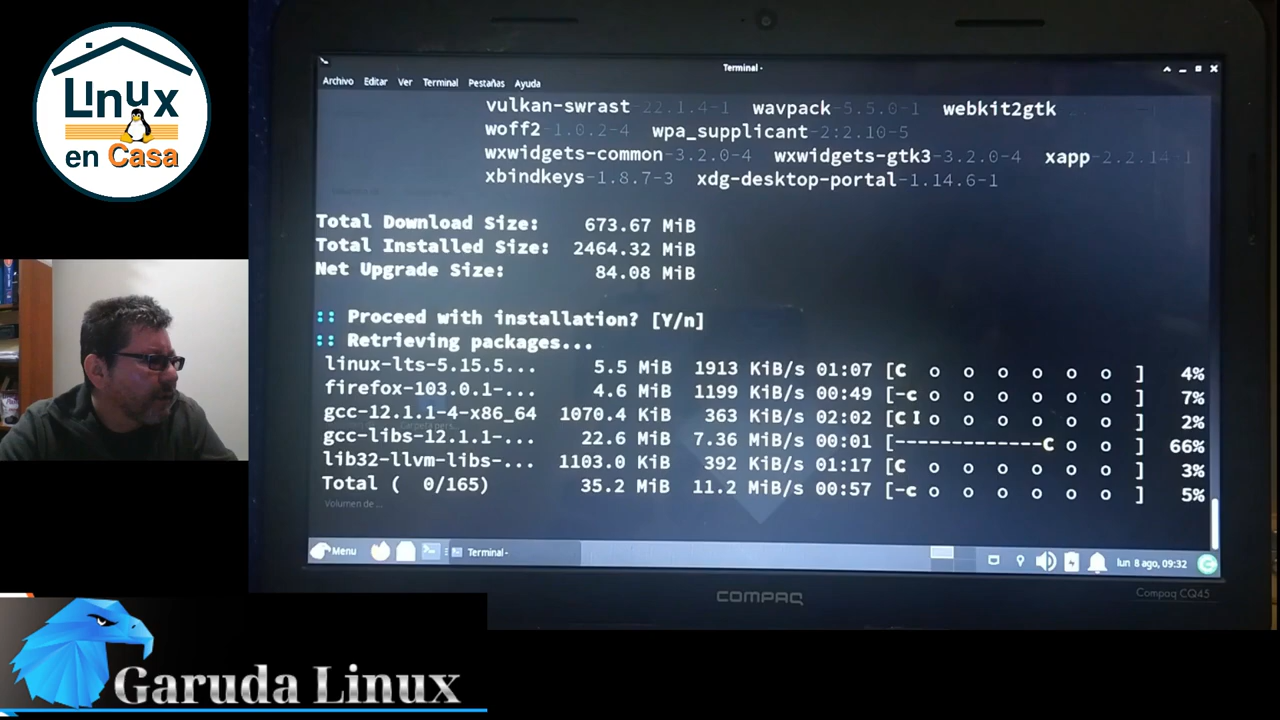 Linux
en Casa
Terminal -
Archivo Editar Ver Terminal Pestañas Ayuda
vulkan-swrast-22.1.4-1 wavpack-5.5.0-1 webkit2gtk
woff2-1.0.2-4 wpa_supplicant-2:2.10-5
wxwidgets-common-3.2.0-4 wxwidgets-gtk3-3.2.0-4 xapp-2.2.14-1
xbindkeys-1.8.7-3 xdg-desktop-portal-1.14.6-1
Total Download Size: 673.67 MiB
Total Installed Size: 2464.32 MiB
Net Upgrade Size: 84.08 MiB
:: Proceed with installation? [Y/n]
:: Retrieving packages...
linux-lts-5.15.5... 5.5 MiB 1913 KiB/s 01:07 [C o o o o o o ] 4%
firefox-103.0.1-... 4.6 MiB 1199 KiB/s 00:49 [-c o o o o o o ] 7%
gcc-12.1.1-4-x86_64 1070.4 KiB 363 KiB/s 02:02 [C o o o o o o ] 2%
gcc-libs-12.1.1-... 22.6 MiB 7.36 MiB/s 00:01 [-------------C o o ] 66%
lib32-llvm-libs-... 1103.0 KiB 392 KiB/s 01:17 [C o o o o o o ] 3%
Total ( 0/165) 35.2 MiB 11.2 MiB/s 00:57 [-c o o o o o o ] 5%
Volumen de ...
Menu Terminal - lun 8 ago, 09:32
COMPAQ
Compaq CQ45
Garuda Linux